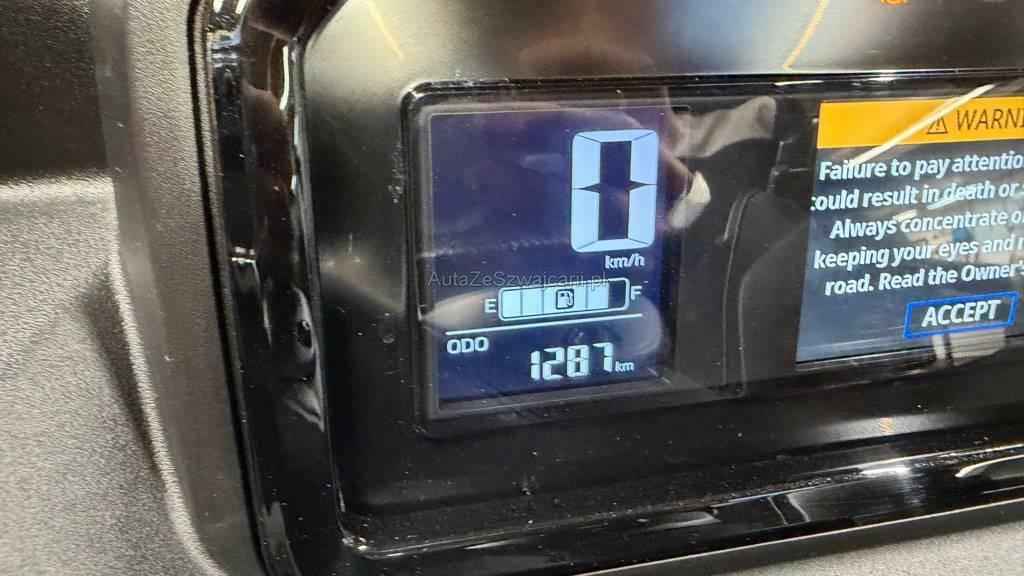 0
km/h
AutaZeSzwajcarii.pl
E F
ODO
1287 km
WARNI
Failure to pay attentio
could result in death or
Always concentrate o
keeping your eyes and
road. Read the Owner's
ACCEPT